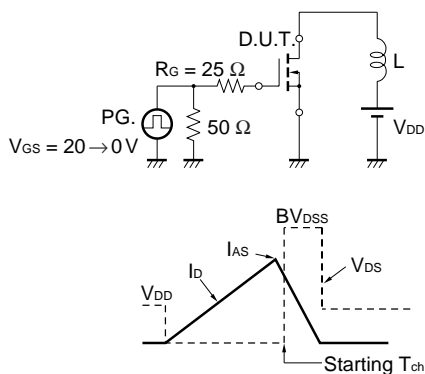 D.U.T.
RG = 25 Ω
L
PG.
50 Ω
VDD
VGS = 20 → 0 V
BVDSS
IAS
ID
VDS
VDD
Starting Tch